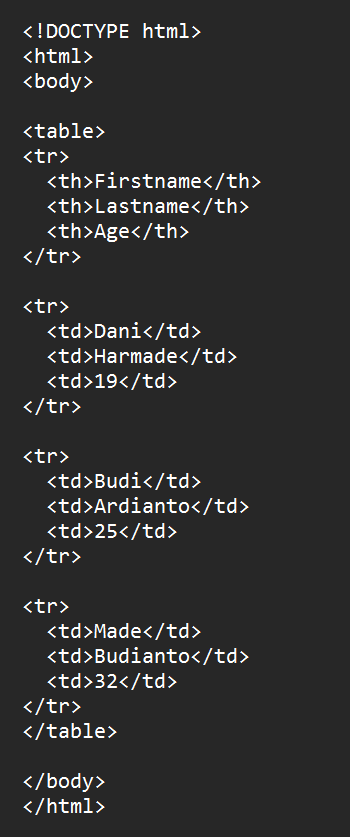 <!DOCTYPE html>
<html>
<body>

<table>
<tr>
  <th>Firstname</th>
  <th>Lastname</th>
  <th>Age</th>
</tr>

<tr>
  <td>Dani</td>
  <td>Harmade</td>
  <td>19</td>
</tr>

<tr>
  <td>Budi</td>
  <td>Ardianto</td>
  <td>25</td>
</tr>

<tr>
  <td>Made</td>
  <td>Budianto</td>
  <td>32</td>
</tr>
</table>

</body>
</html>